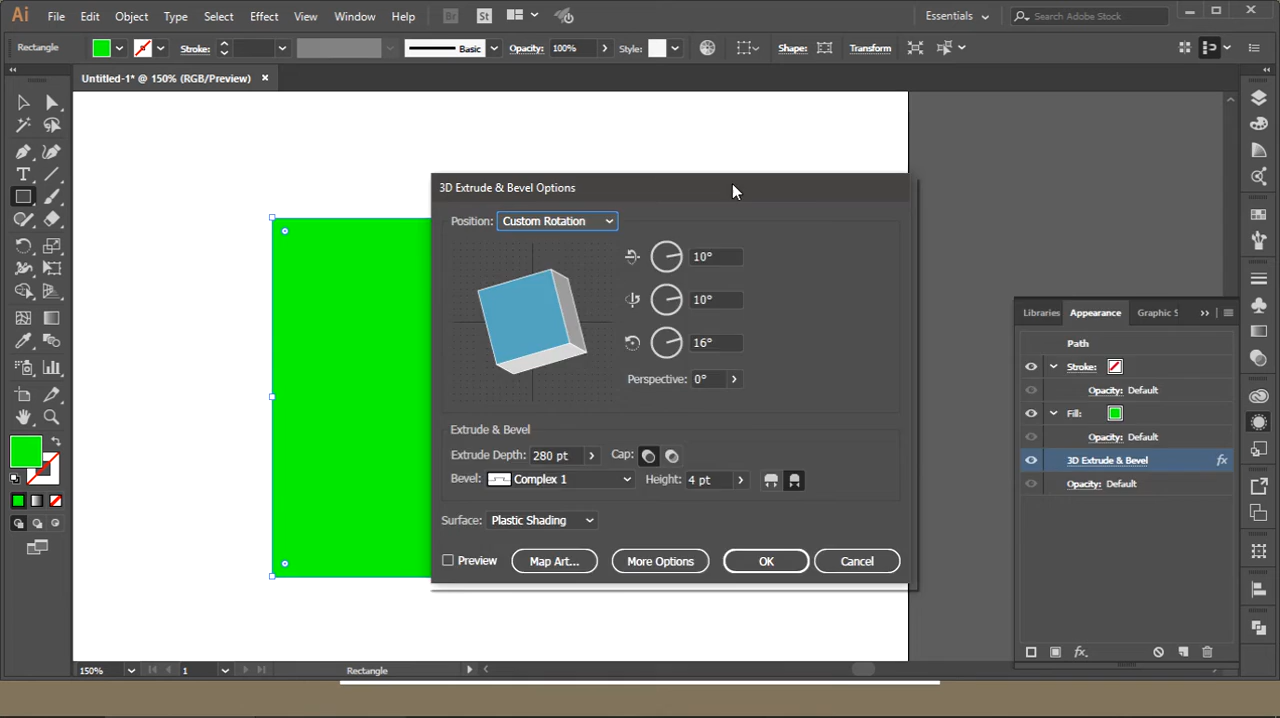 Ai File Edit Object Type Select Effect View Window Help Br St Essentials Search Adobe Stock
Rectangle Stroke: Basic Opacity: 100% Style: Shape: Transform
Untitled-1* @ 150% (RGB/Preview) ×
3D Extrude & Bevel Options
Position: Custom Rotation
10°
10°
16°
Perspective: 0°
Extrude & Bevel
Extrude Depth: 280 pt Cap:
Bevel: Complex 1 Height: 4 pt
Surface: Plastic Shading
Preview Map Art... More Options OK Cancel
Libraries Appearance Graphic S
Path
Stroke:
Opacity: Default
Fill:
Opacity: Default
3D Extrude & Bevel fx
Opacity: Default
fx
150% 1 Rectangle